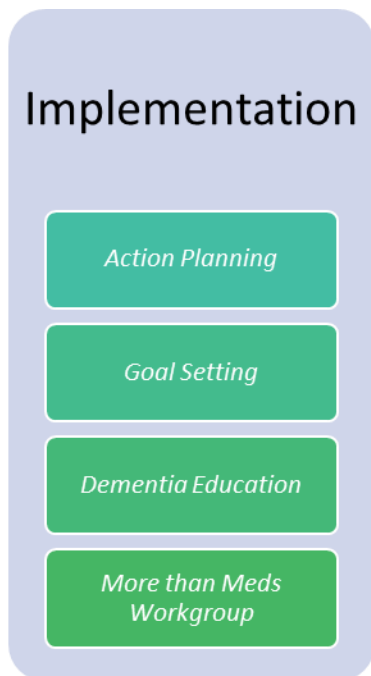 Implementation
Action Planning
Goal Setting
Dementia Education
More than Meds
Workgroup